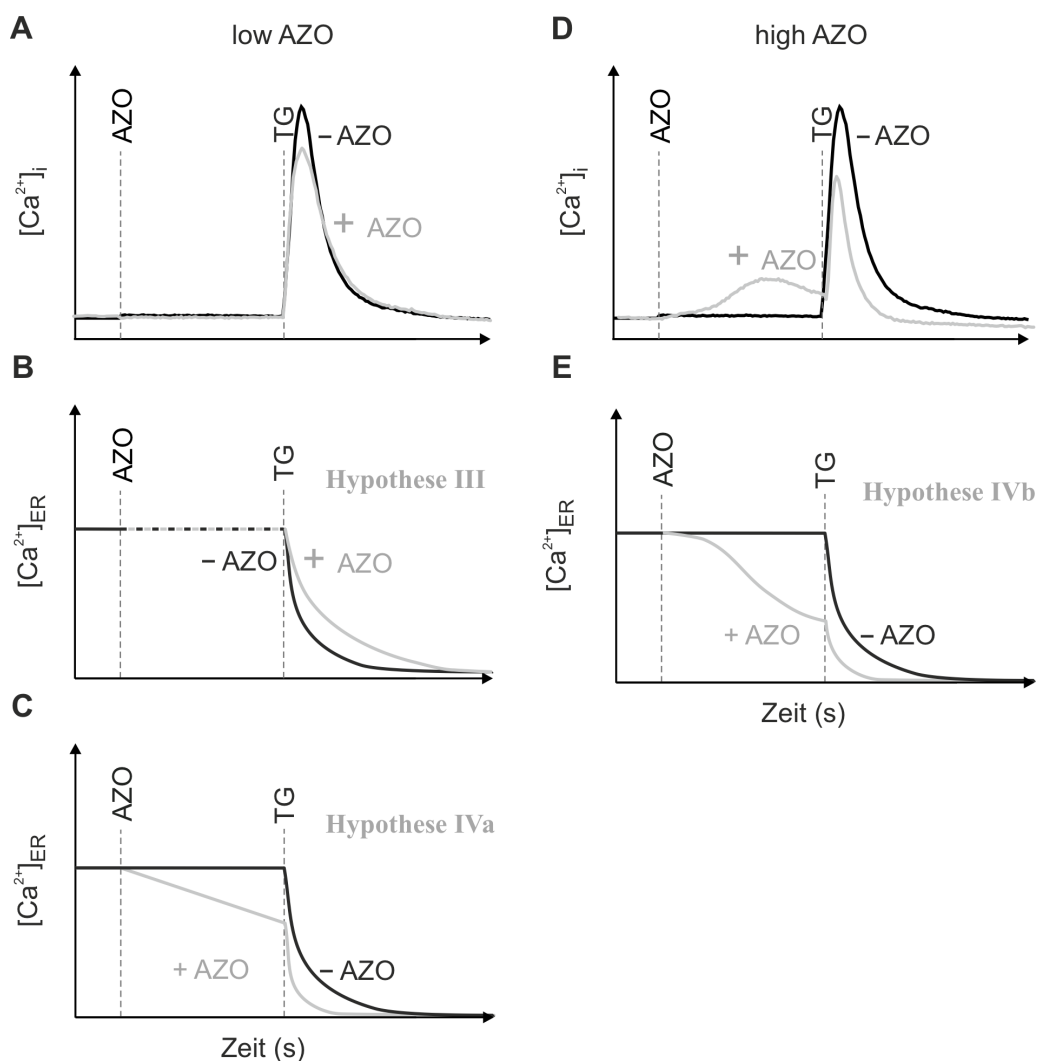 A
low AZO
[Ca²⁺]ᵢ
AZO
TG
– AZO
+ AZO
B
[Ca²⁺]ER
AZO
TG
Hypothese III
– AZO
+ AZO
C
[Ca²⁺]ER
AZO
TG
Hypothese IVa
+ AZO
– AZO
Zeit (s)
D
high AZO
[Ca²⁺]ᵢ
AZO
TG
– AZO
+ AZO
E
[Ca²⁺]ER
AZO
TG
Hypothese IVb
+ AZO
– AZO
Zeit (s)